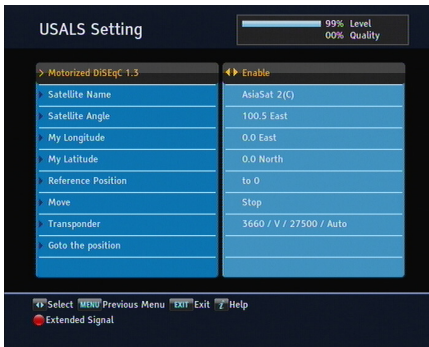 USALS Setting
99% Level
00% Quality
> Motorized DiSEqC 1.3 Enable
Satellite Name AsiaSat 2(C)
Satellite Angle 100.5 East
My Longitude 0.0 East
My Latitude 0.0 North
Reference Position to 0
Move Stop
Transponder 3660 / V / 27500 / Auto
Goto the position
Select MENU Previous Menu EXIT Exit i Help
Extended Signal